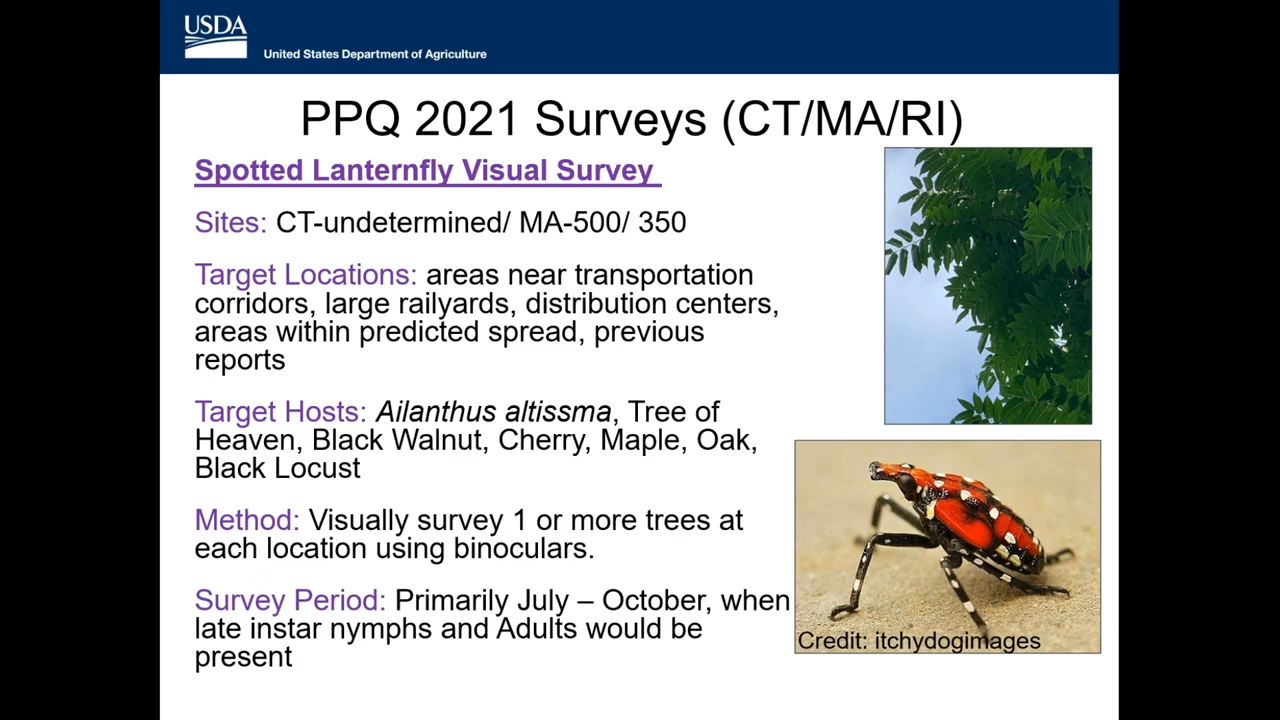 USDA
United States Department of Agriculture
PPQ 2021 Surveys (CT/MA/RI)
Spotted Lanternfly Visual Survey
Sites: CT-undetermined/ MA-500/ 350
Target Locations: areas near transportation
corridors, large railyards, distribution centers,
areas within predicted spread, previous
reports
Target Hosts: Ailanthus altissma, Tree of
Heaven, Black Walnut, Cherry, Maple, Oak,
Black Locust
Method: Visually survey 1 or more trees at
each location using binoculars.
Survey Period: Primarily July – October, when
late instar nymphs and Adults would be
present
Credit: itchydogimages